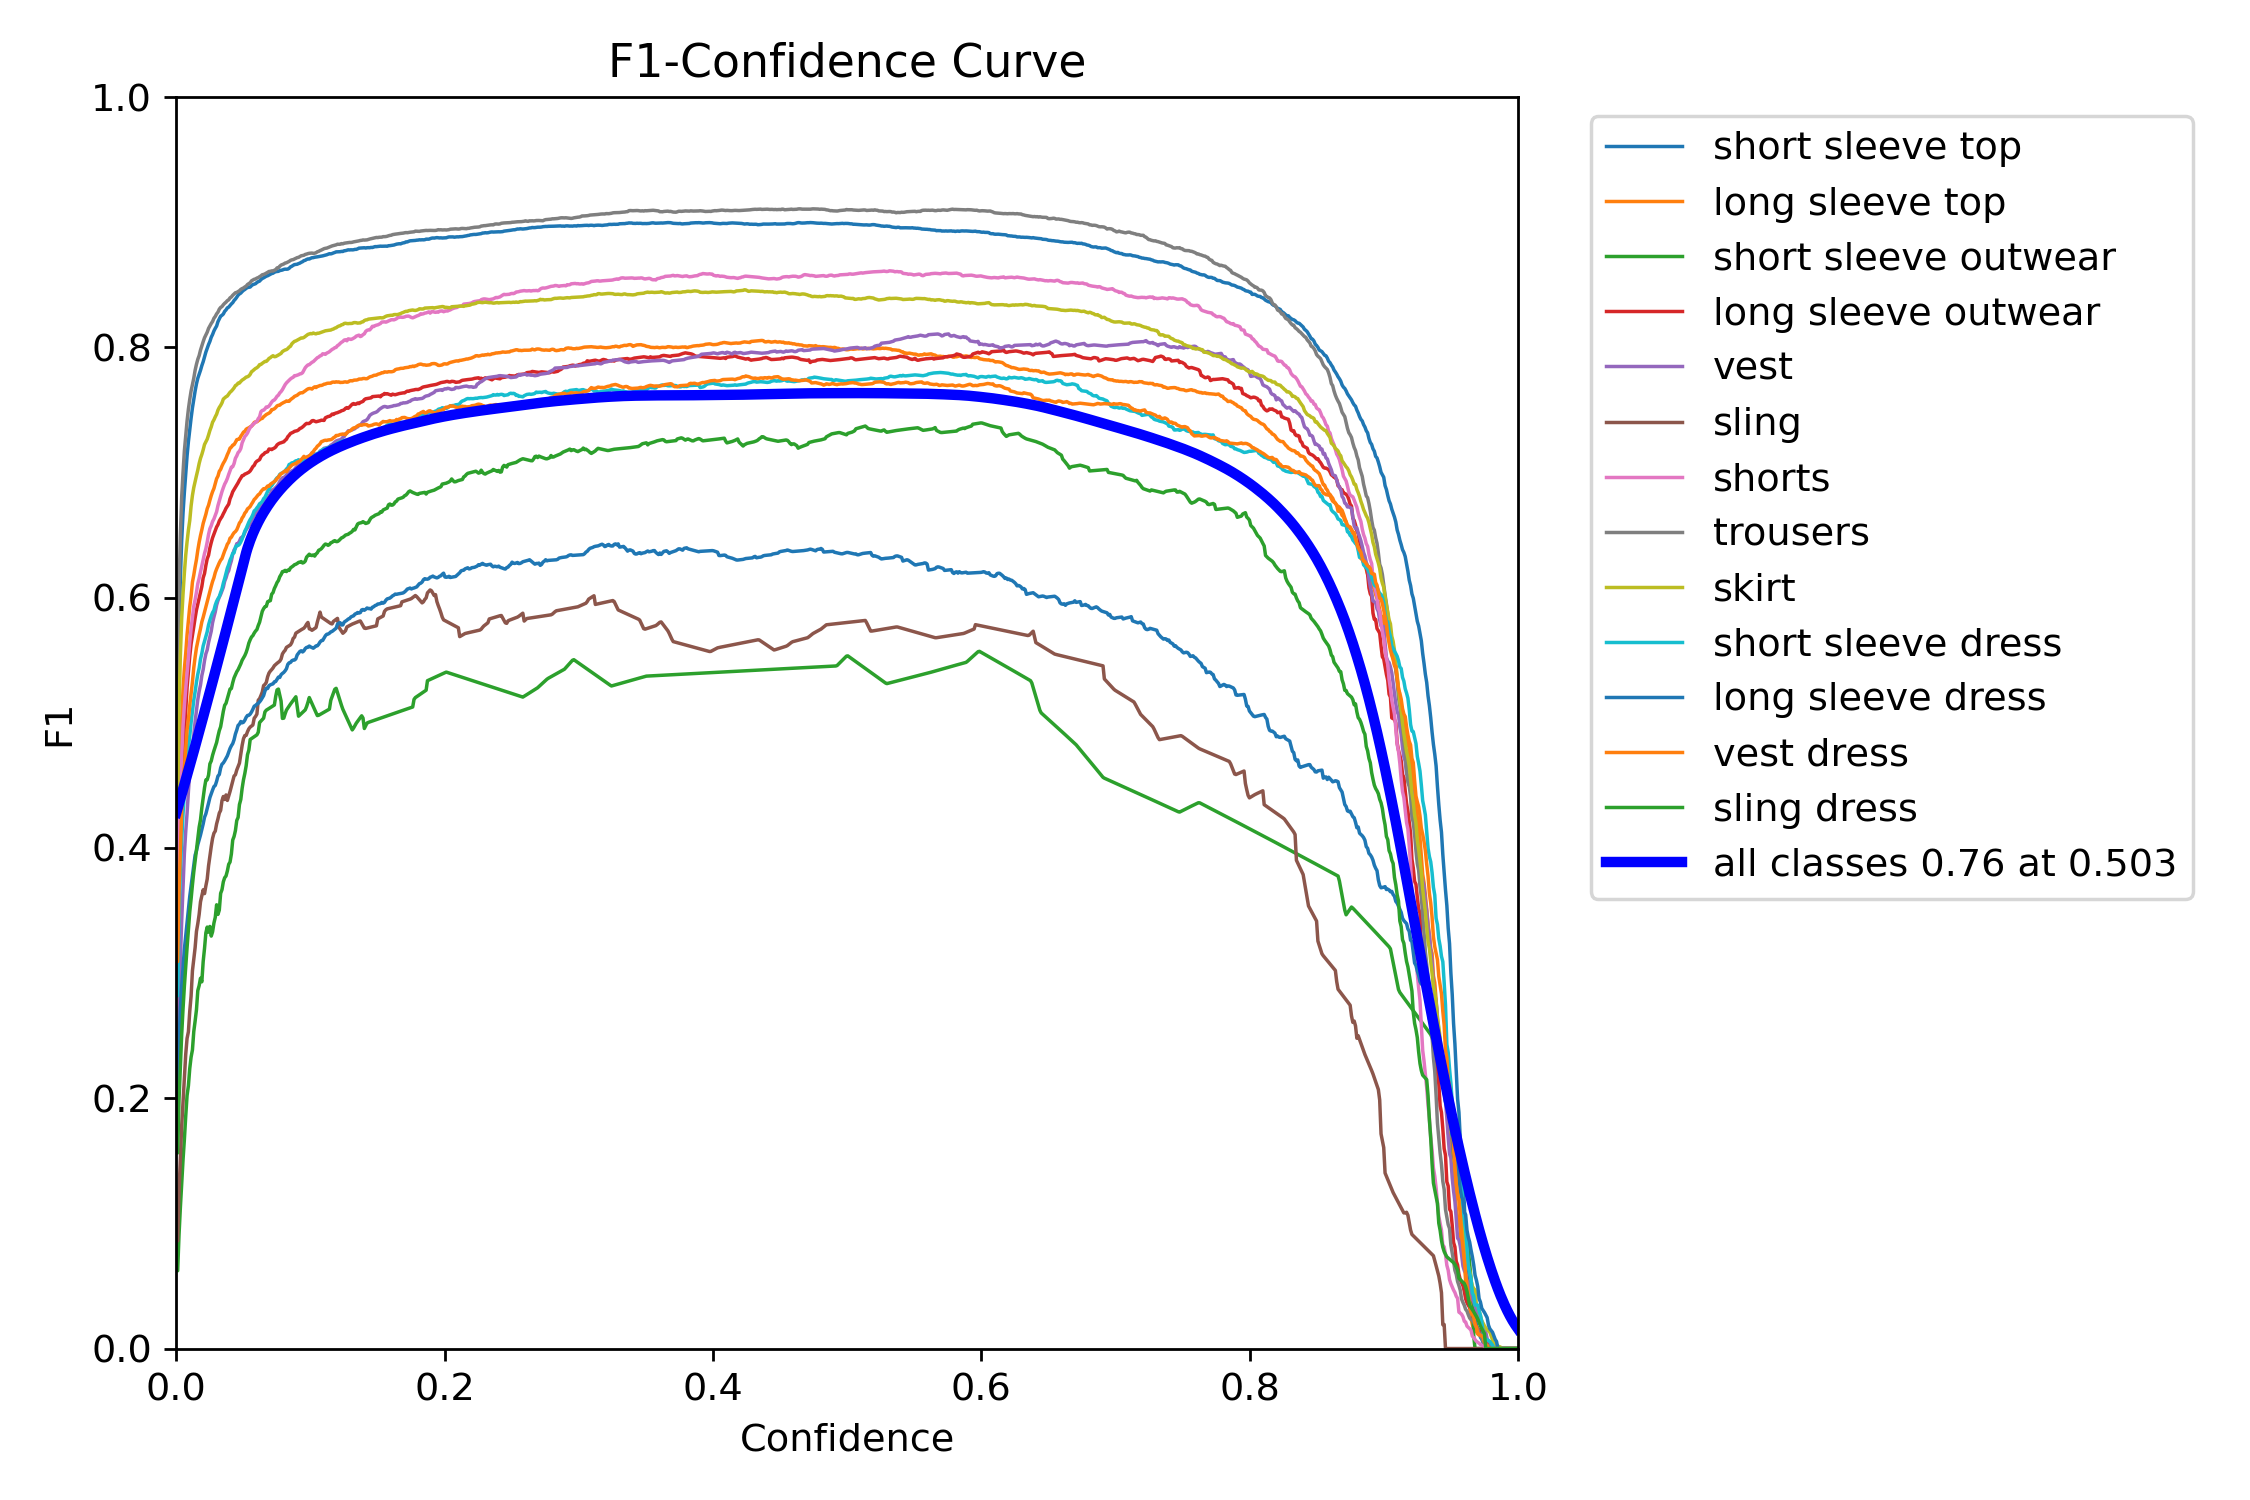 F1-Confidence Curve
1.0
0.8
0.6
0.4
0.2
0.0
F1
0.0 0.2 0.4 0.6 0.8 1.0
Confidence
short sleeve top
long sleeve top
short sleeve outwear
long sleeve outwear
vest
sling
shorts
trousers
skirt
short sleeve dress
long sleeve dress
vest dress
sling dress
all classes 0.76 at 0.503